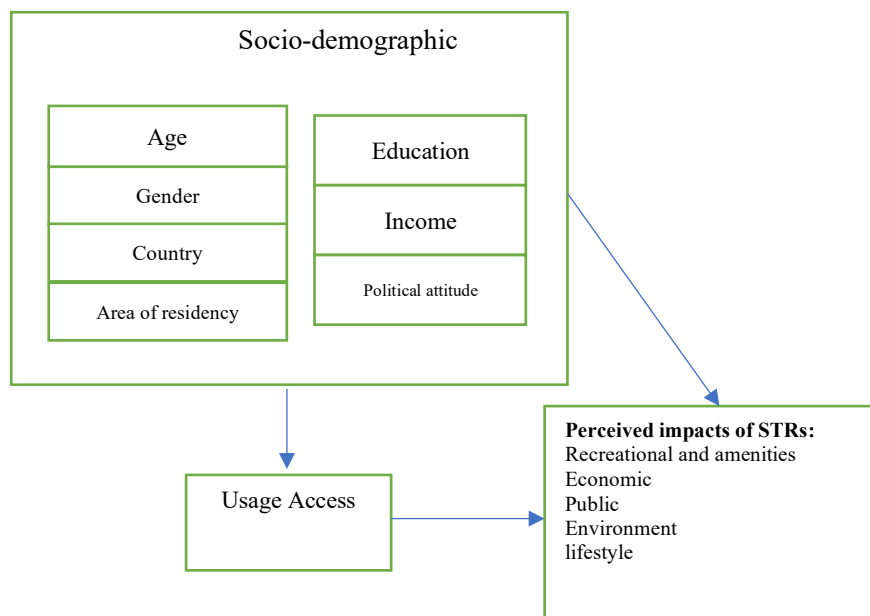 Socio-demographic
Age
Gender
Country
Area of residency
Education
Income
Political attitude
Usage Access
Perceived impacts of STRs:
Recreational and amenities
Economic
Public
Environment
lifestyle